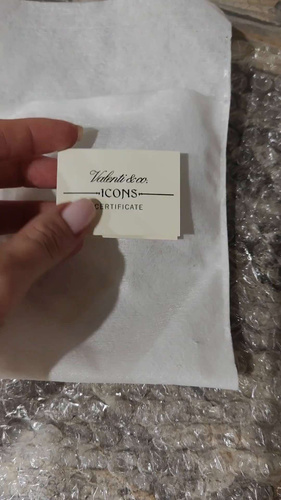 Valenti & co.
ICONS
CERTIFICATE